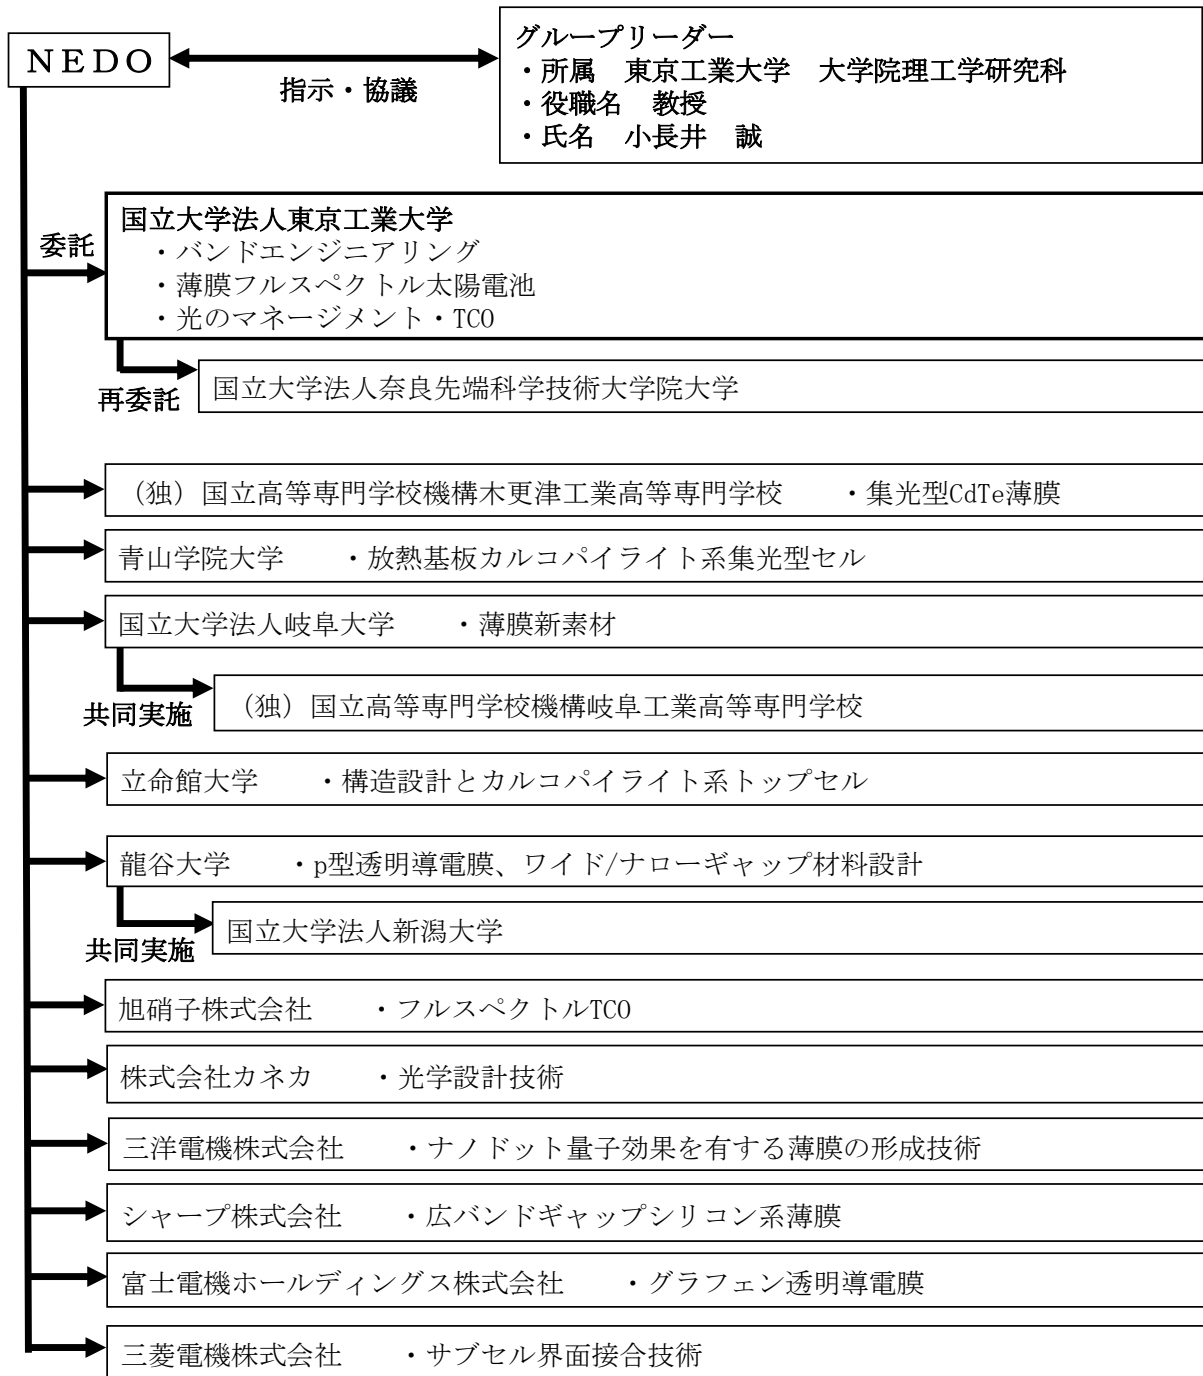 NEDO
指示・協議
グループリーダー
・所属　東京工業大学　大学院理工学研究科
・役職名　教授
・氏名　小長井　誠
委託
国立大学法人東京工業大学
・バンドエンジニアリング
・薄膜フルスペクトル太陽電池
・光のマネージメント・TCO
再委託
国立大学法人奈良先端科学技術大学院大学
（独）国立高等専門学校機構木更津工業高等専門学校　　・集光型CdTe薄膜
青山学院大学　　・放熱基板カルコパイライト系集光型セル
国立大学法人岐阜大学　　・薄膜新素材
共同実施
（独）国立高等専門学校機構岐阜工業高等専門学校
立命館大学　　・構造設計とカルコパイライト系トップセル
龍谷大学　　・p型透明導電膜、ワイド/ナローギャップ材料設計
共同実施
国立大学法人新潟大学
旭硝子株式会社　　・フルスペクトルTCO
株式会社カネカ　　・光学設計技術
三洋電機株式会社　　・ナノドット量子効果を有する薄膜の形成技術
シャープ株式会社　　・広バンドギャップシリコン系薄膜
富士電機ホールディングス株式会社　　・グラフェン透明導電膜
三菱電機株式会社　　・サブセル界面接合技術